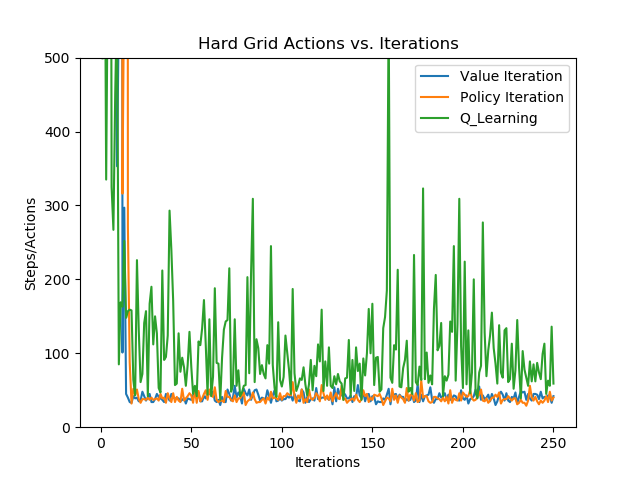 Hard Grid Actions vs. Iterations
500
400
300
200
100
0
Steps/Actions
Value Iteration
Policy Iteration
Q_Learning
0 50 100 150 200 250
Iterations